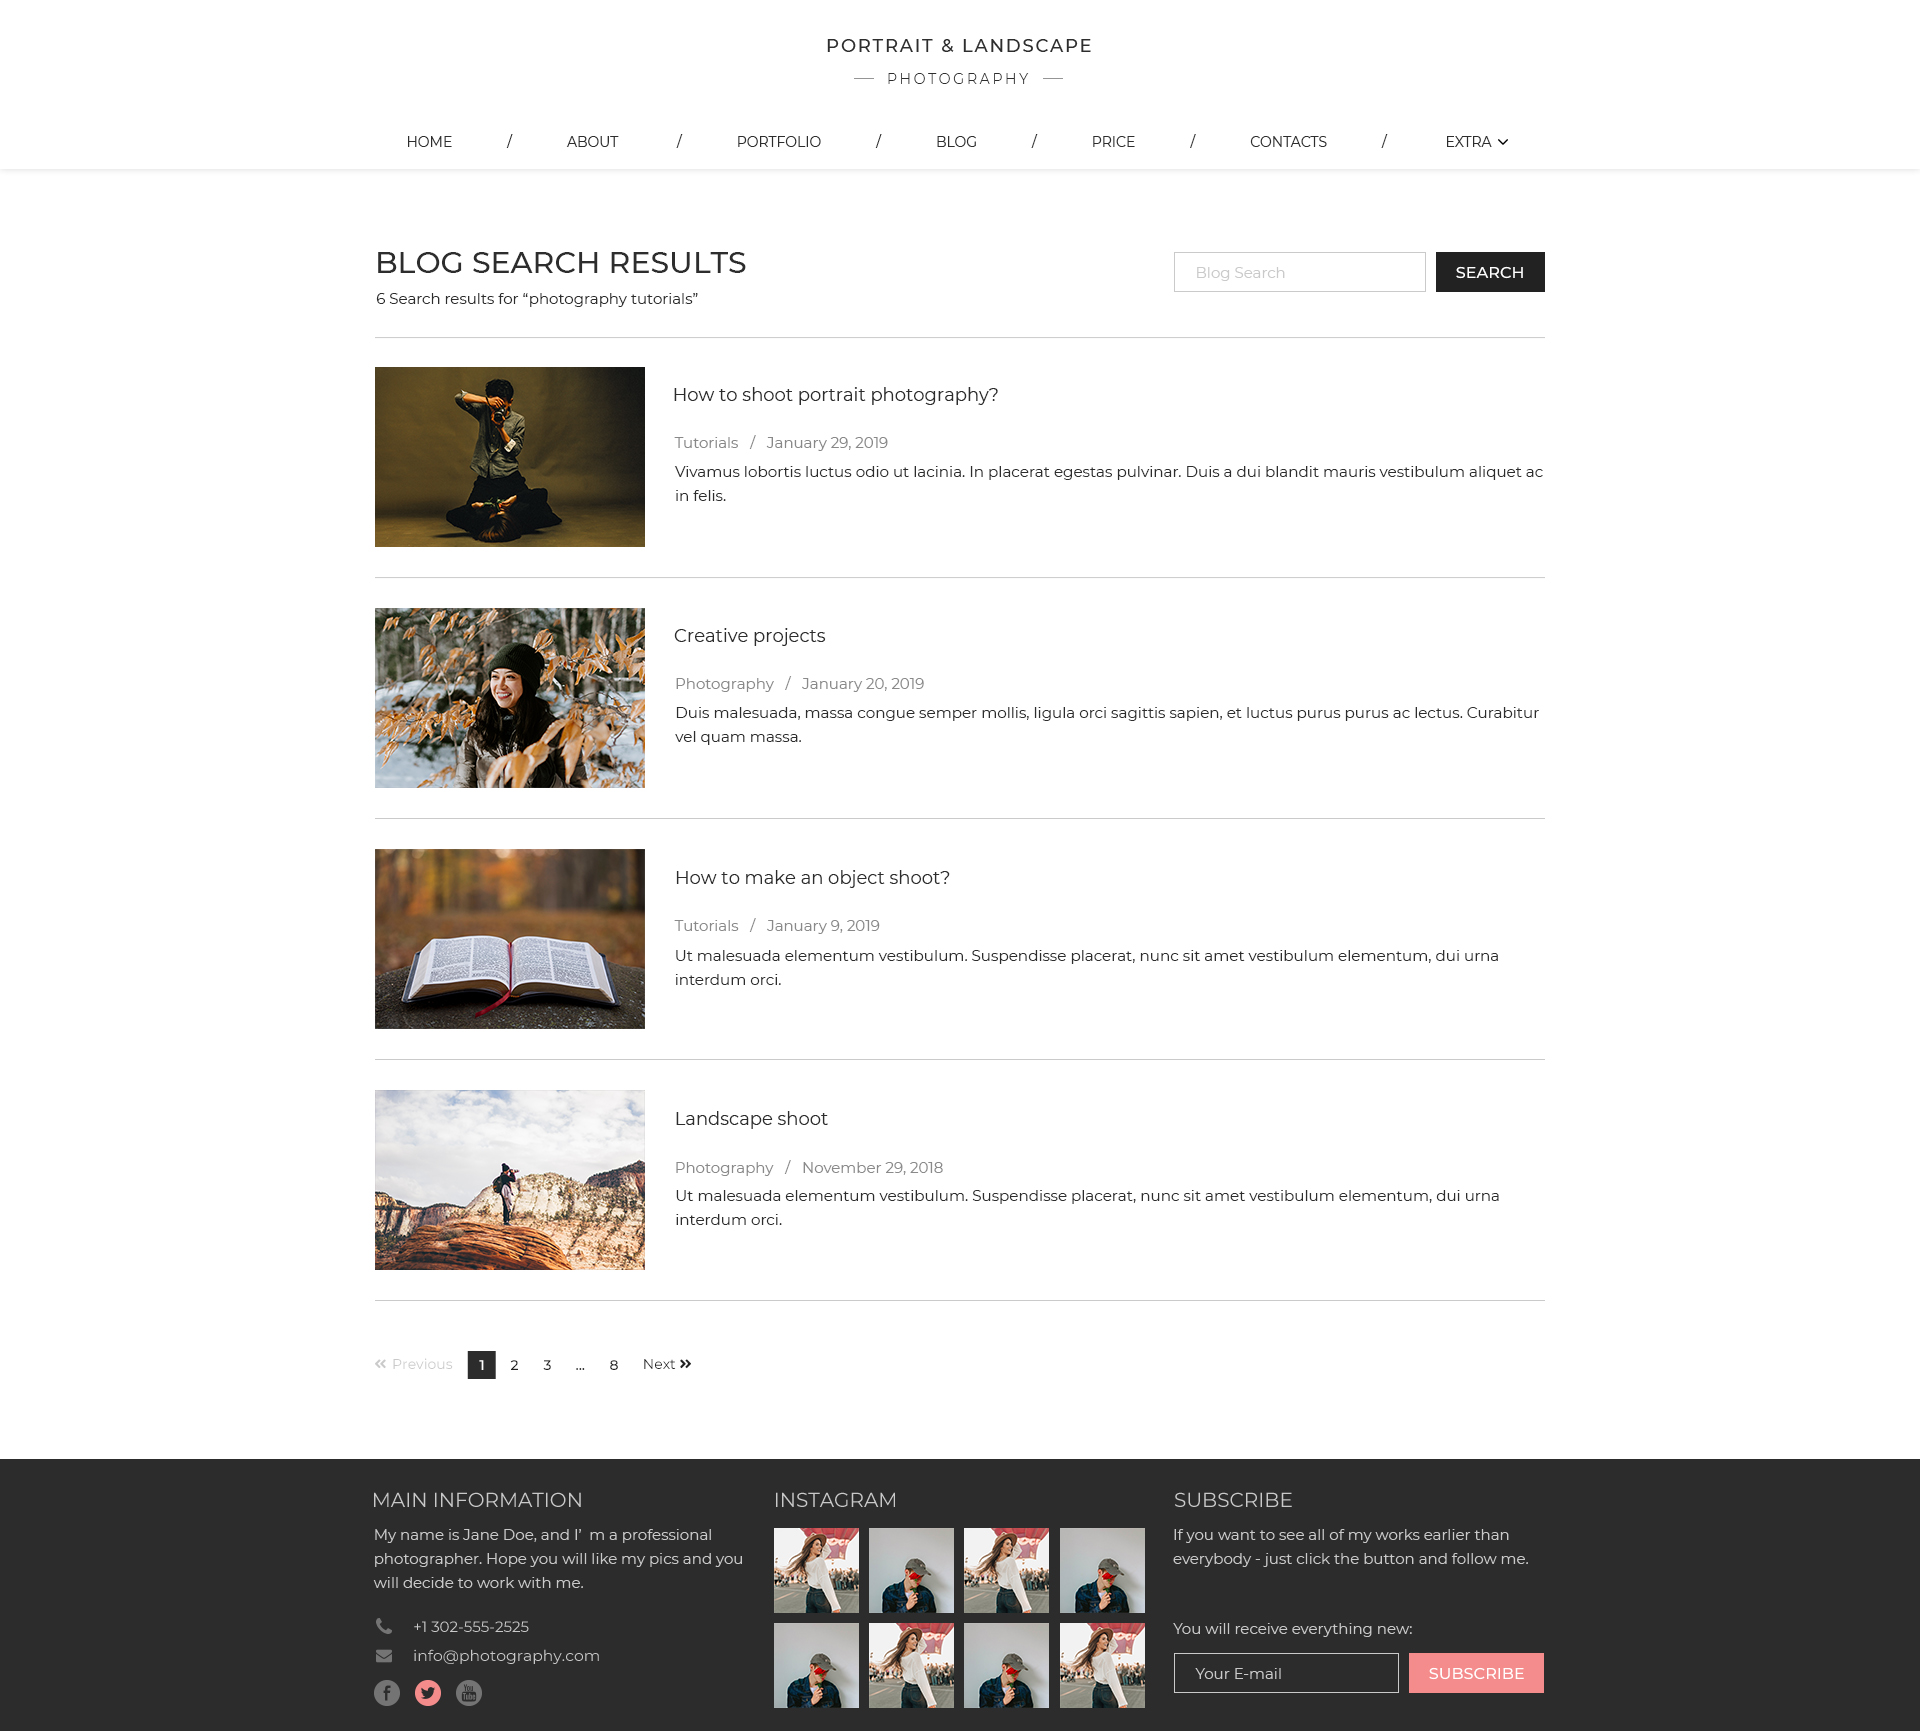 PORTRAIT & LANDSCAPE
PHOTOGRAPHY
HOME / ABOUT / PORTFOLIO / BLOG / PRICE / CONTACTS / EXTRA
BLOG SEARCH RESULTS
Blog Search
SEARCH
6 Search results for “photography tutorials”
How to shoot portrait photography?
Tutorials / January 29, 2019
Vivamus lobortis luctus odio ut lacinia. In placerat egestas pulvinar. Duis a dui blandit mauris vestibulum aliquet ac
in felis.
Creative projects
Photography / January 20, 2019
Duis malesuada, massa congue semper mollis, ligula orci sagittis sapien, et luctus purus purus ac lectus. Curabitur
vel quam massa.
How to make an object shoot?
Tutorials / January 9, 2019
Ut malesuada elementum vestibulum. Suspendisse placerat, nunc sit amet vestibulum elementum, dui urna
interdum orci.
Landscape shoot
Photography / November 29, 2018
Ut malesuada elementum vestibulum. Suspendisse placerat, nunc sit amet vestibulum elementum, dui urna
interdum orci.
« Previous 1 2 3 ... 8 Next »
MAIN INFORMATION
My name is Jane Doe, and I’ m a professional
photographer. Hope you will like my pics and you
will decide to work with me.
+1 302-555-2525
info@photography.com
INSTAGRAM
SUBSCRIBE
If you want to see all of my works earlier than
everybody - just click the button and follow me.
You will receive everything new:
Your E-mail
SUBSCRIBE